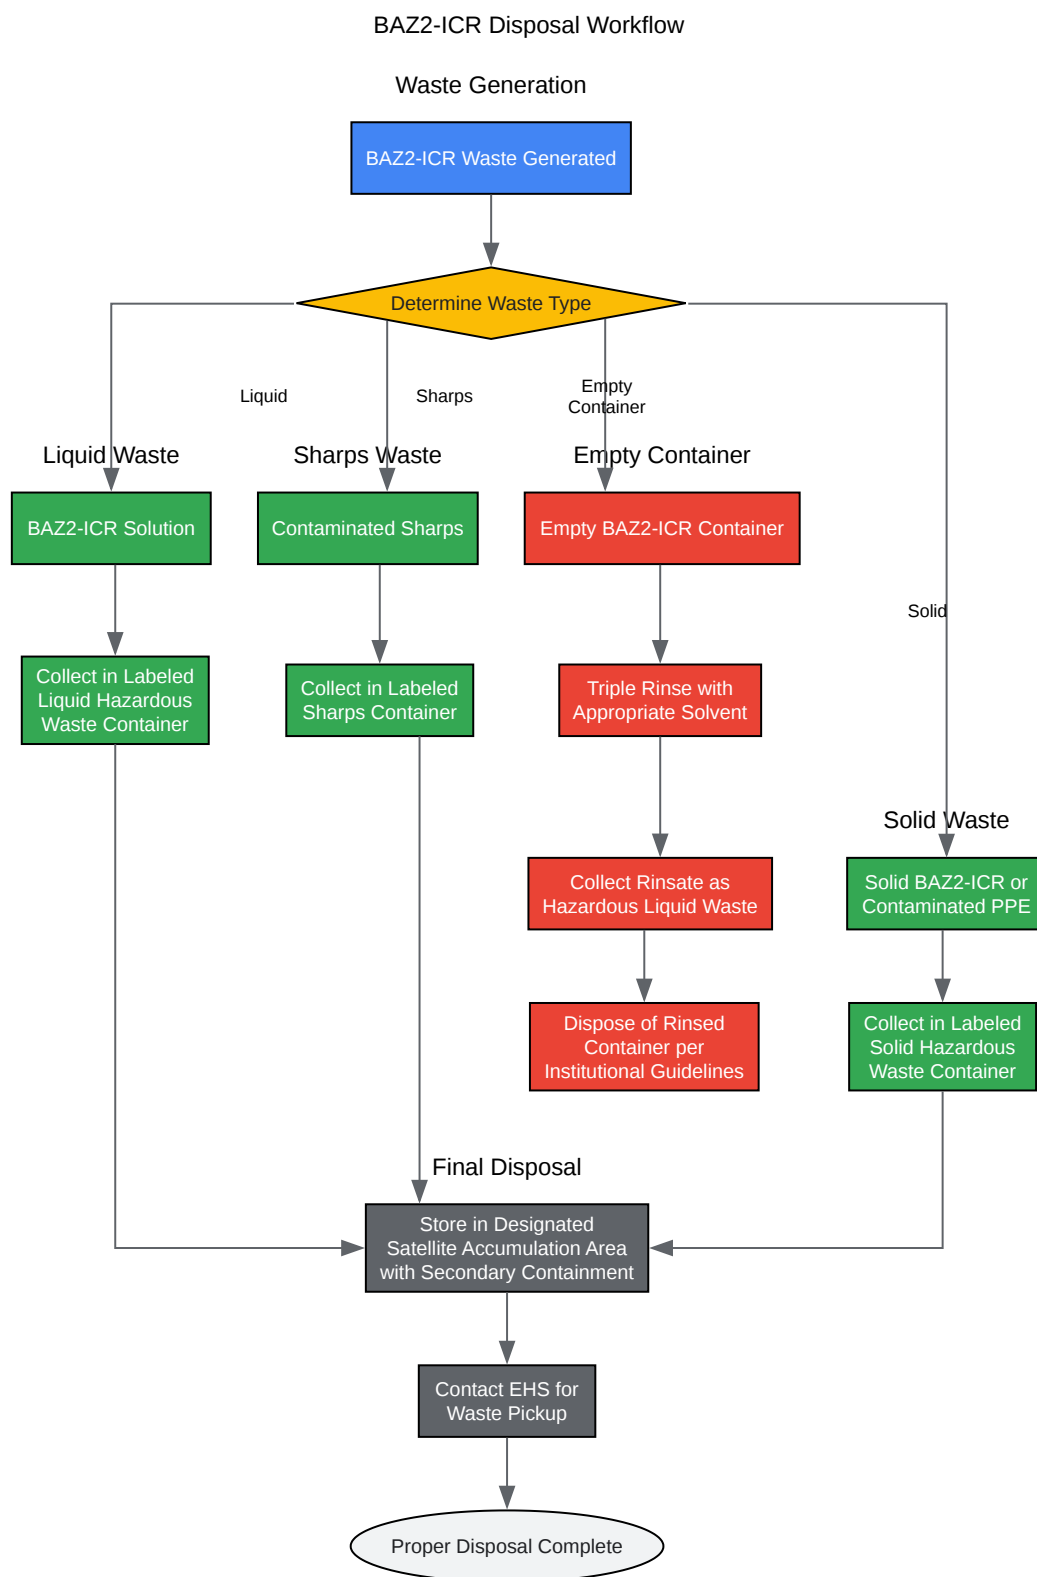 BAZ2-ICR Disposal Workflow
Waste Generation
BAZ2-ICR Waste Generated
Determine Waste Type
Liquid
Sharps
Empty
Container
Liquid Waste
Sharps Waste
Empty Container
BAZ2-ICR Solution
Contaminated Sharps
Empty BAZ2-ICR Container
Solid
Collect in Labeled
Liquid Hazardous
Waste Container
Collect in Labeled
Sharps Container
Triple Rinse with
Appropriate Solvent
Solid Waste
Collect Rinsate as
Hazardous Liquid Waste
Solid BAZ2-ICR or
Contaminated PPE
Dispose of Rinsed
Container per
Institutional Guidelines
Collect in Labeled
Solid Hazardous
Waste Container
Final Disposal
Store in Designated
Satellite Accumulation Area
with Secondary Containment
Contact EHS for
Waste Pickup
Proper Disposal Complete